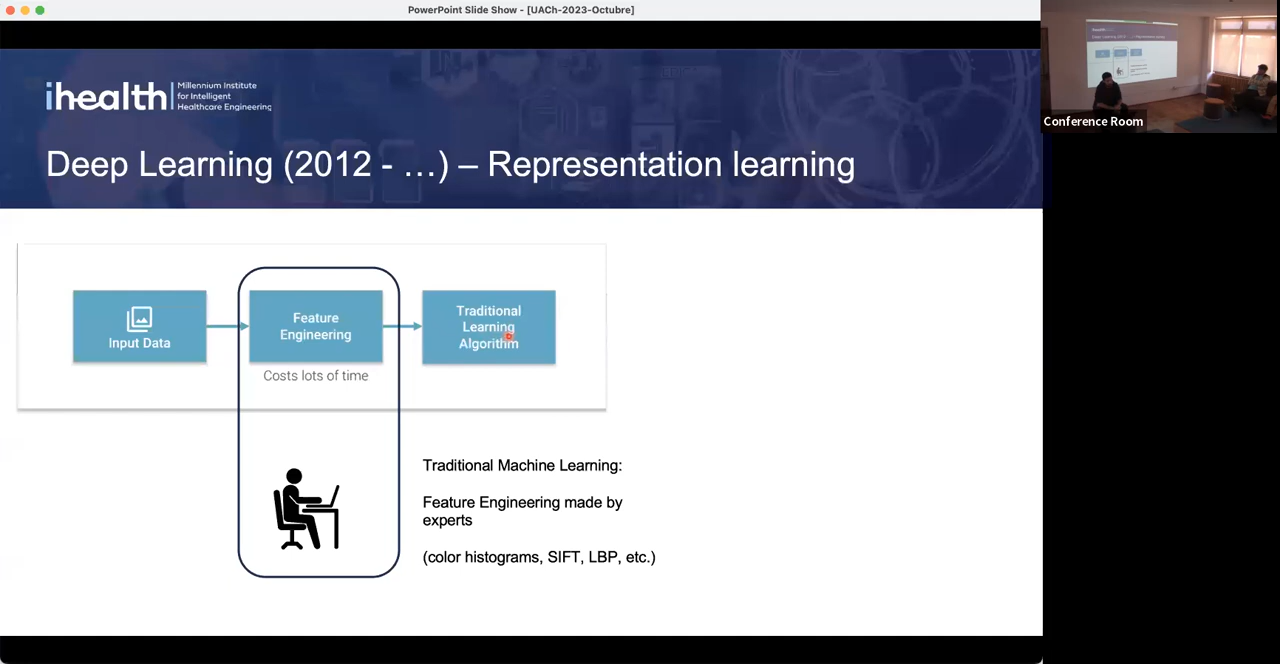 PowerPoint Slide Show - [UACh-2023-Octubre]
ihealth
Millennium Institute
for Intelligent
Healthcare Engineering
Deep Learning (2012 - …) – Representation learning
Input Data
Feature
Engineering
Costs lots of time
Traditional
Learning
Algorithm
Traditional Machine Learning:
Feature Engineering made by
experts
(color histograms, SIFT, LBP, etc.)
Conference Room